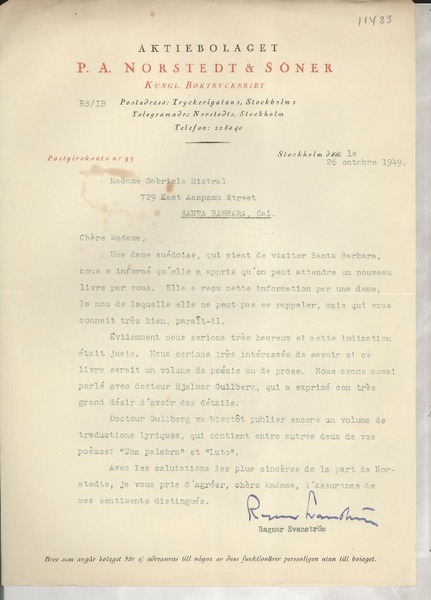 11483
AKTIEBOLAGET
P. A. NORSTEDT & SÖNER
KUNGL. BOKTRYCKERIET
RS/IB Postadress: Tryckerigatan 2, Stockholm 2
Telegramadr: Norstedts, Stockholm
Telefon: 228040
Postgirokonto nr 93
Stockholm den le
26 octobre 1949.
Madame Gabriela Mistral
729 East Anapamu Street
SANTA BARBARA, Cal.
Chère Madame,
Une dame suédoise, qui vient de visiter Santa Barbara,
nous a informé qu'elle a appris qu'on peut attendre un nouveau
livre par vous. Elle a reçu cette information par une dame,
le nou de laquelle elle ne peut pas se rappeler, mais qui vous
connait très bien, paraît-il.
Évidemment nous serions très heureux si cette indication
était juste. Nous serions très intéressés de savoir si ce
livre serait un volume de poésie ou de prose. Nous avons aussi
parlé avec docteur Hjalmar Gullberg, qui a exprimé son très
grand désir d'avoir des détails.
Docteur Gullberg va bientôt publier encore un volume de
traductions lyriques, qui contient entre autres deux de vos
poèmes: "Una palabra" et "Luto".
Avec les salutations les plus sincères de la part de Nor-
stedts, je vous prie d'agréer, chère Madame, l'assurance de
mes sentiments distingués.
Ragnar Svanström
Ragnar Svanström
Brev som angår bolaget bör ej adresseras till någon av dess funktionärer personligen utan till bolaget.